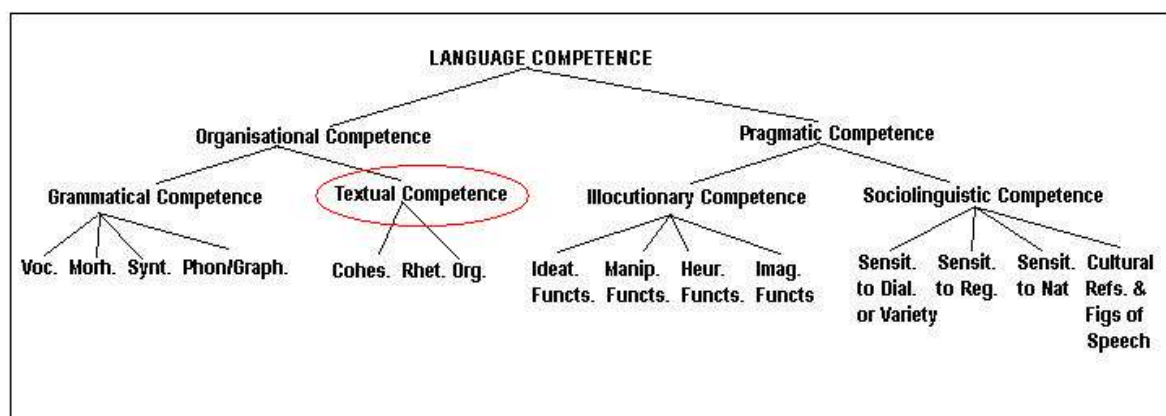 LANGUAGE COMPETENCE
Organisational Competence
Pragmatic Competence
Grammatical Competence
Textual Competence
Illocutionary Competence
Sociolinguistic Competence
Voc. Morh. Synt. Phon/Graph.
Cohes. Rhet. Org.
Ideat.
Functs.
Manip.
Functs.
Heur.
Functs.
Imag.
Functs
Sensit.
to Dial.
or Variety
Sensit.
to Reg.
Sensit.
to Nat
Cultural
Refs. &
Figs of
Speech